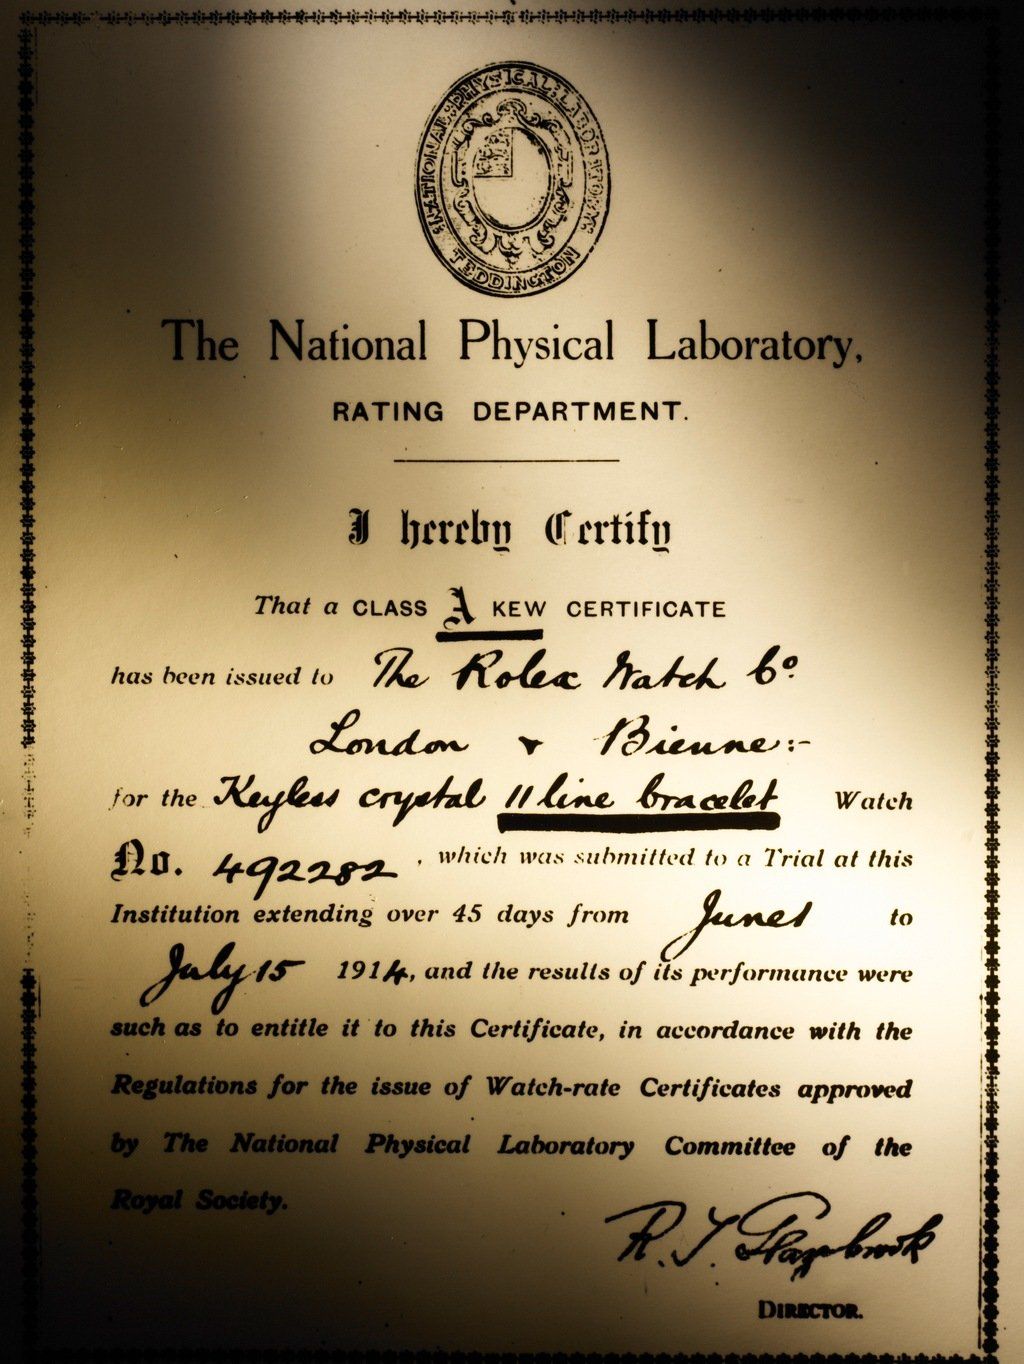 NATIONAL PHYSICAL LABORATORY
TEDDINGTON
The National Physical Laboratory,
RATING DEPARTMENT.
I hereby Certify
That a CLASS A KEW CERTIFICATE
has been issued to The Rolex Watch Co.
London & Bienne:-
for the Keyless crystal 11 line bracelet Watch
No. 492282, which was submitted to a Trial at this
Institution extending over 45 days from June 1 to
July 15 1914, and the results of its performance were
such as to entitle it to this Certificate, in accordance with the
Regulations for the issue of Watch-rate Certificates approved
by The National Physical Laboratory Committee of the
Royal Society.
R. T. Glazebrook
DIRECTOR.